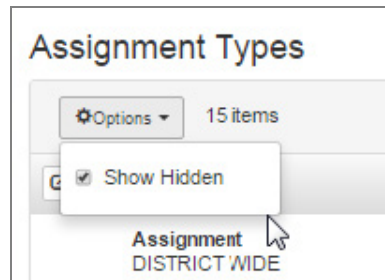 Assignment Types
Options 15 items
Show Hidden
Assignment
DISTRICT WIDE